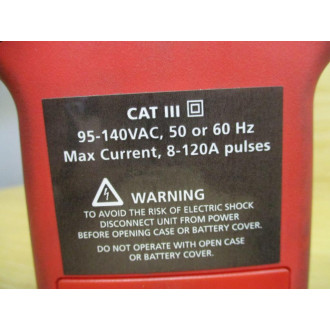 CAT III
95-140VAC, 50 or 60 Hz
Max Current, 8-120A pulses
WARNING
TO AVOID THE RISK OF ELECTRIC SHOCK
DISCONNECT UNIT FROM POWER
BEFORE OPENING CASE OR BATTERY COVER.
DO NOT OPERATE WITH OPEN CASE
OR BATTERY COVER.